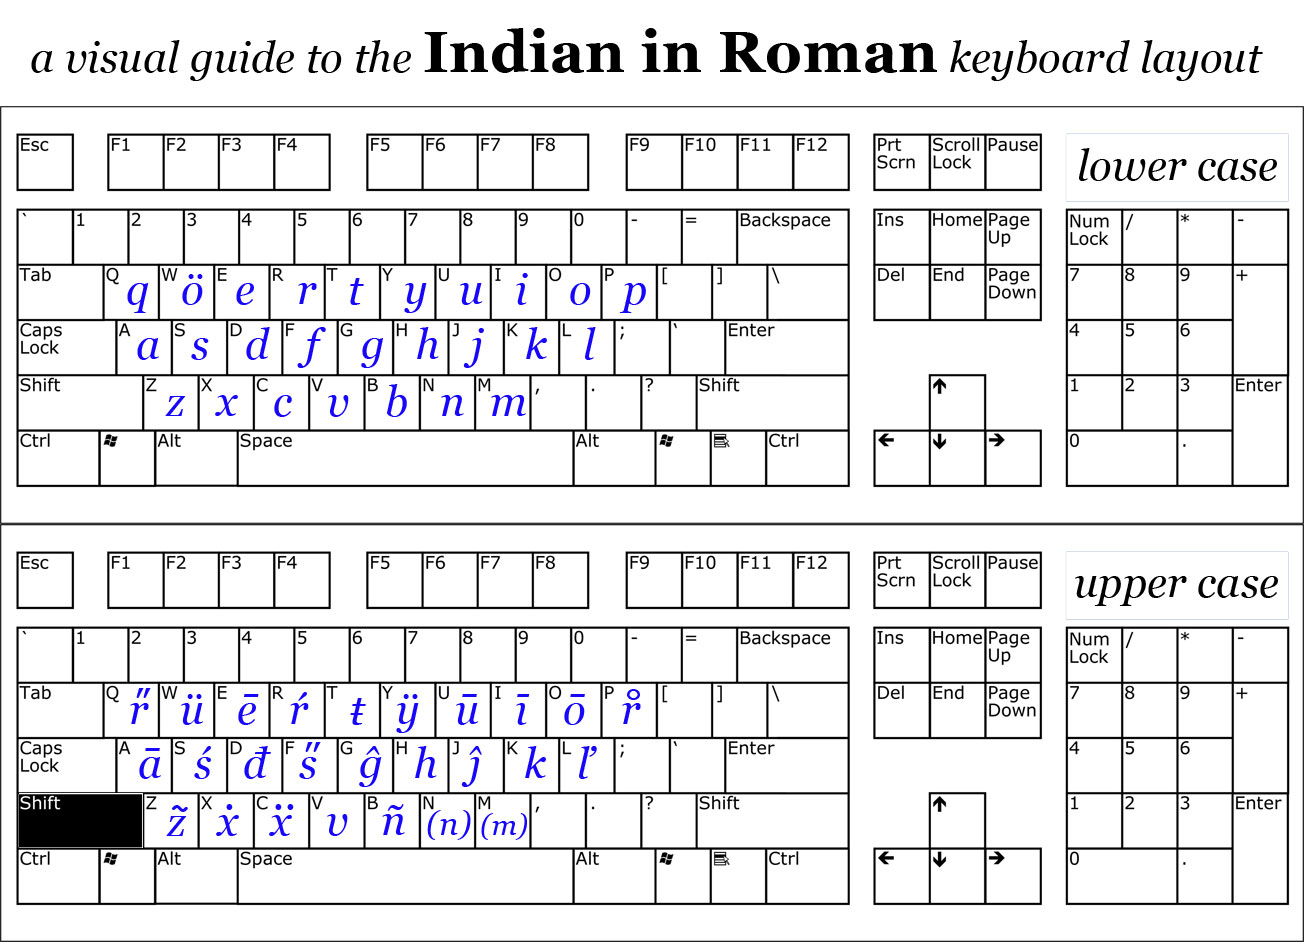 a visual guide to the Indian in Roman keyboard layout
Esc F1 F2 F3 F4 F5 F6 F7 F8 F9 F10 F11 F12 Prt Scrn Scroll Lock Pause lower case
` 1 2 3 4 5 6 7 8 9 0 - = Backspace Ins Home Page Up Num Lock / * -
Tab Q q W ö E e R r T t Y y U u I i O o P p [ ] \ Del End Page Down 7 8 9 +
Caps Lock A a S s D d F f G g H h J j K k L l ; ` Enter 4 5 6
Shift Z z X x C c V v B b N n M m , . ? Shift ↑ 1 2 3 Enter
Ctrl Alt Space Alt Ctrl ← ↓ → 0 .
Esc F1 F2 F3 F4 F5 F6 F7 F8 F9 F10 F11 F12 Prt Scrn Scroll Lock Pause upper case
` 1 2 3 4 5 6 7 8 9 0 - = Backspace Ins Home Page Up Num Lock / * -
Tab Q r̋ W ü E ē R ŕ T ŧ Y ÿ U ū I ī O ō P r̊ [ ] \ Del End Page Down 7 8 9 +
Caps Lock A ā S ś D đ F s̋ G ĝ H h J ĵ K k L ľ ; ` Enter 4 5 6
Shift Z z̃ X ẋ C ẍ V v B ñ N (n) M (m) , . ? Shift ↑ 1 2 3 Enter
Ctrl Alt Space Alt Ctrl ← ↓ → 0 .